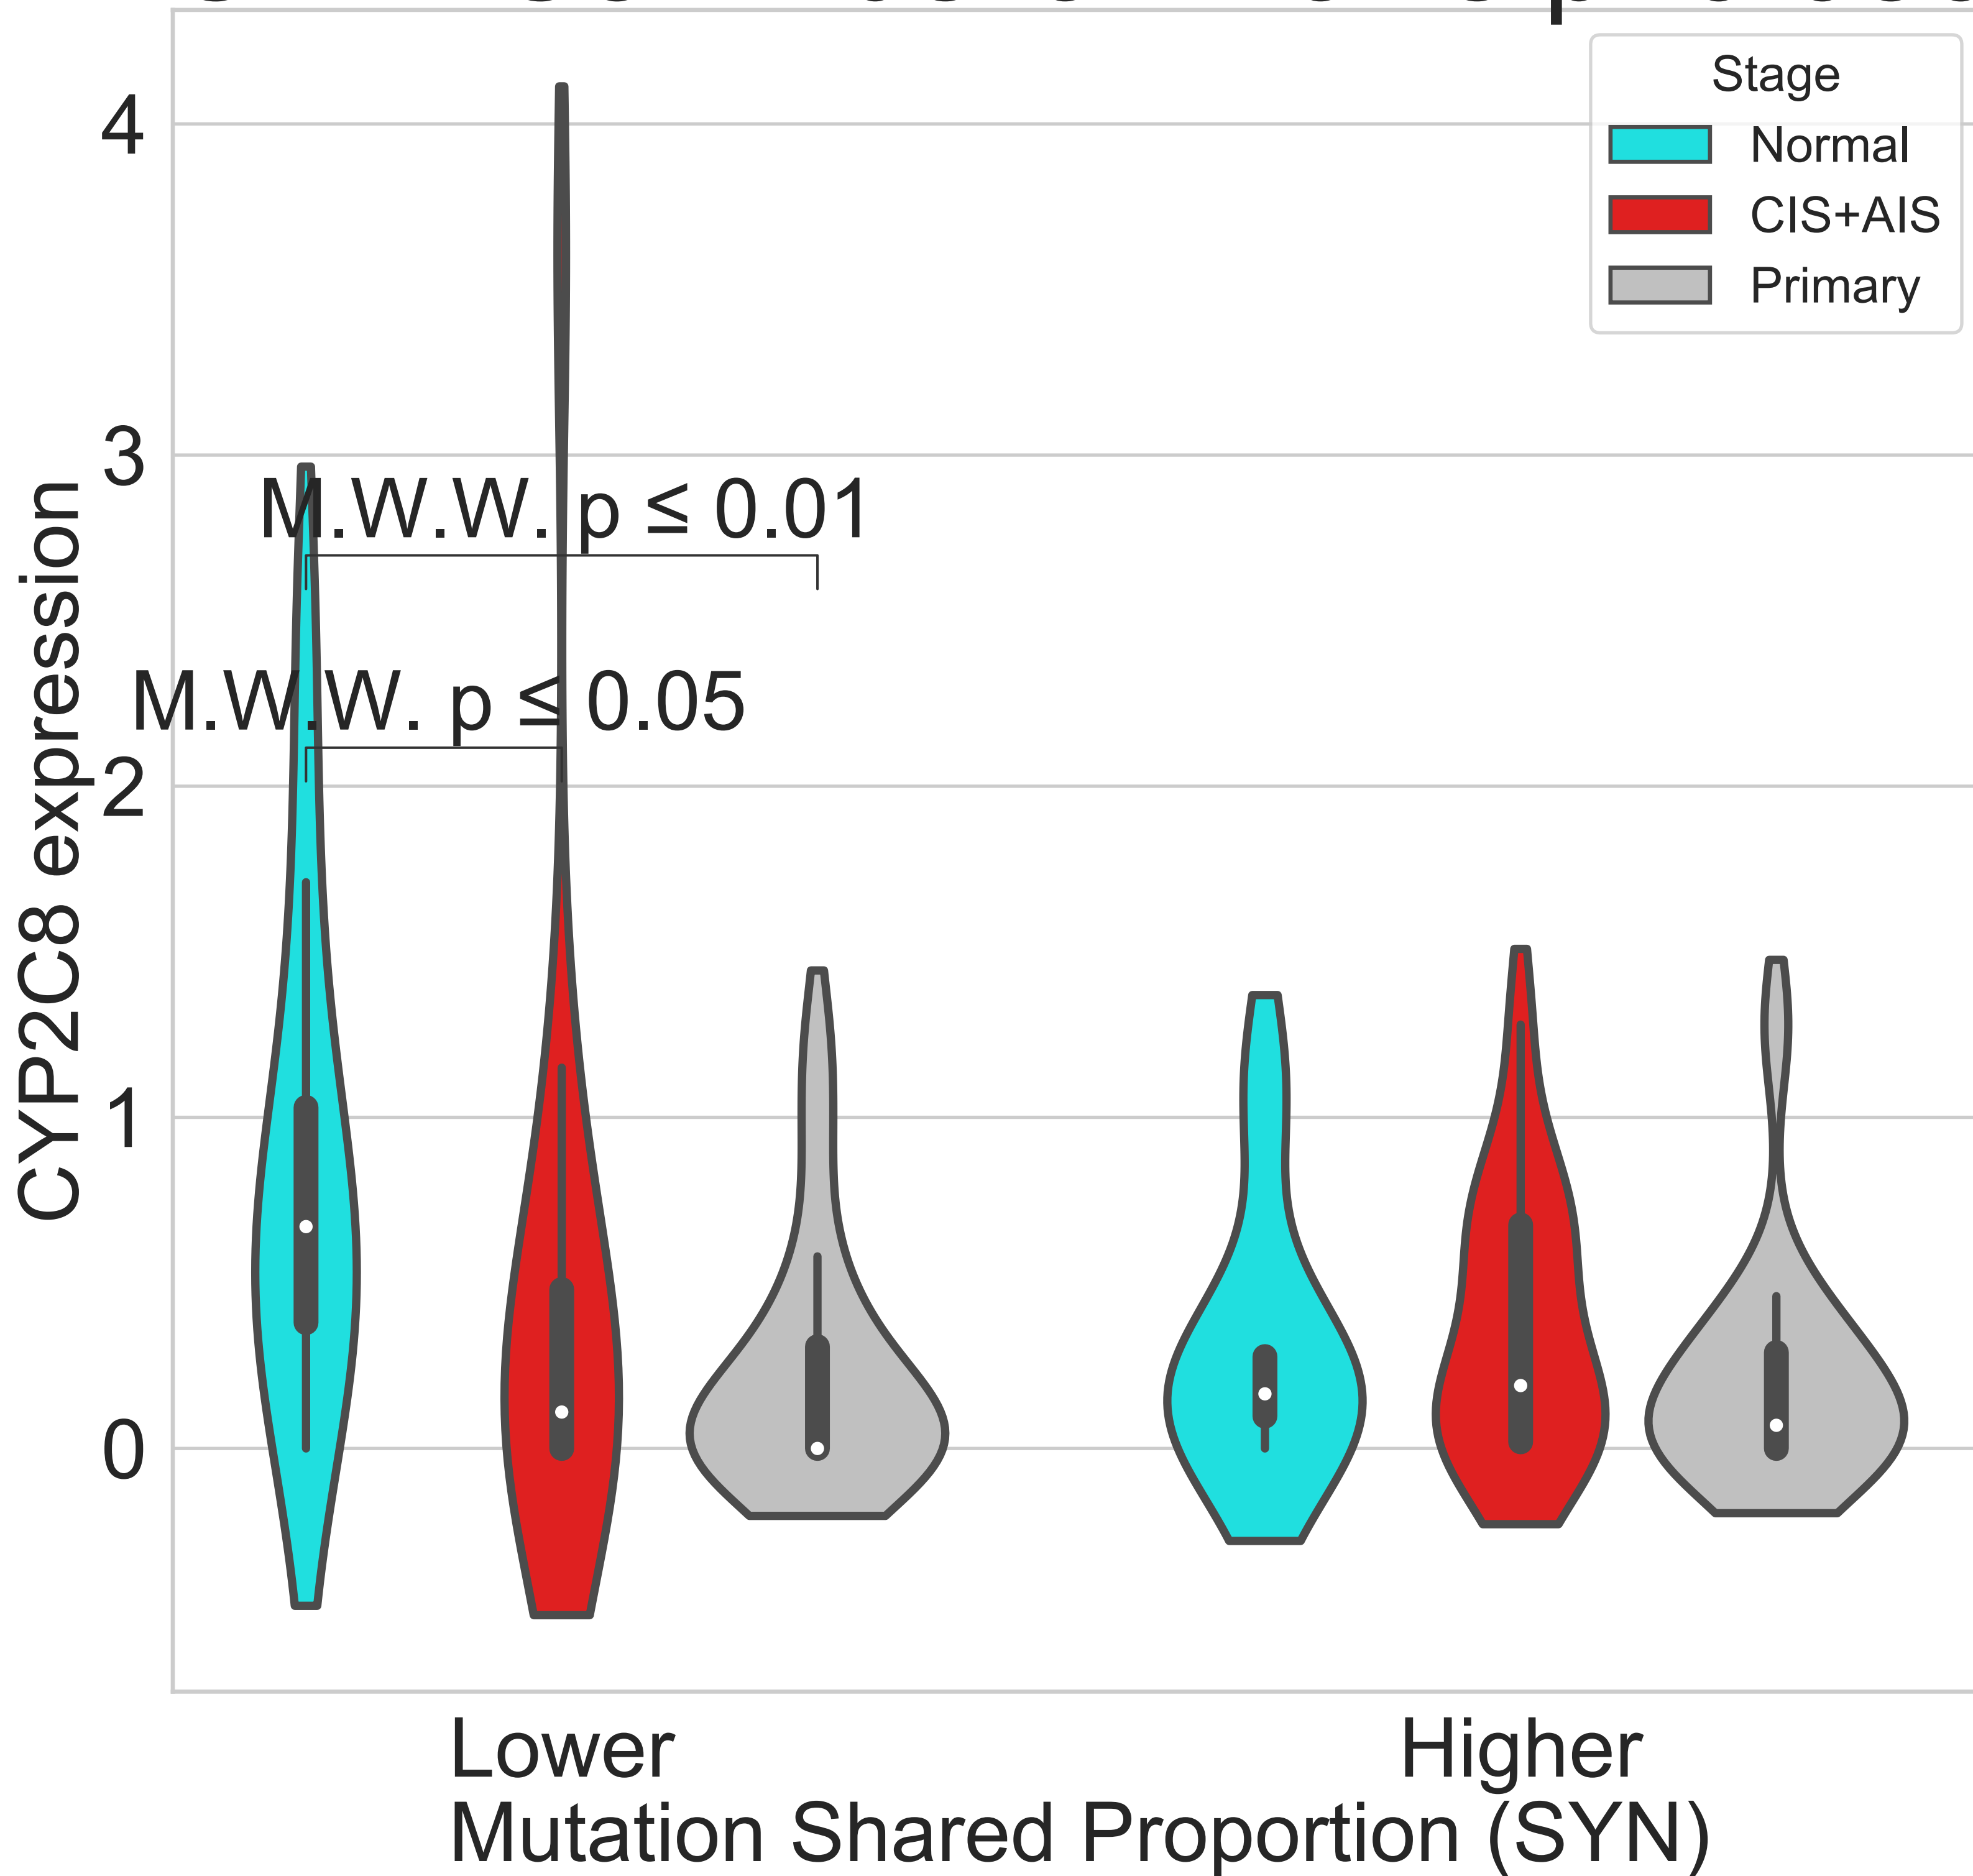 Stage
Normal
CIS+AIS
Primary
4
3
2
1
0
CYP2C8 expression
M.W.W. p ≤ 0.01
M.W.W. p ≤ 0.05
Lower
Higher
Mutation Shared Proportion (SYN)